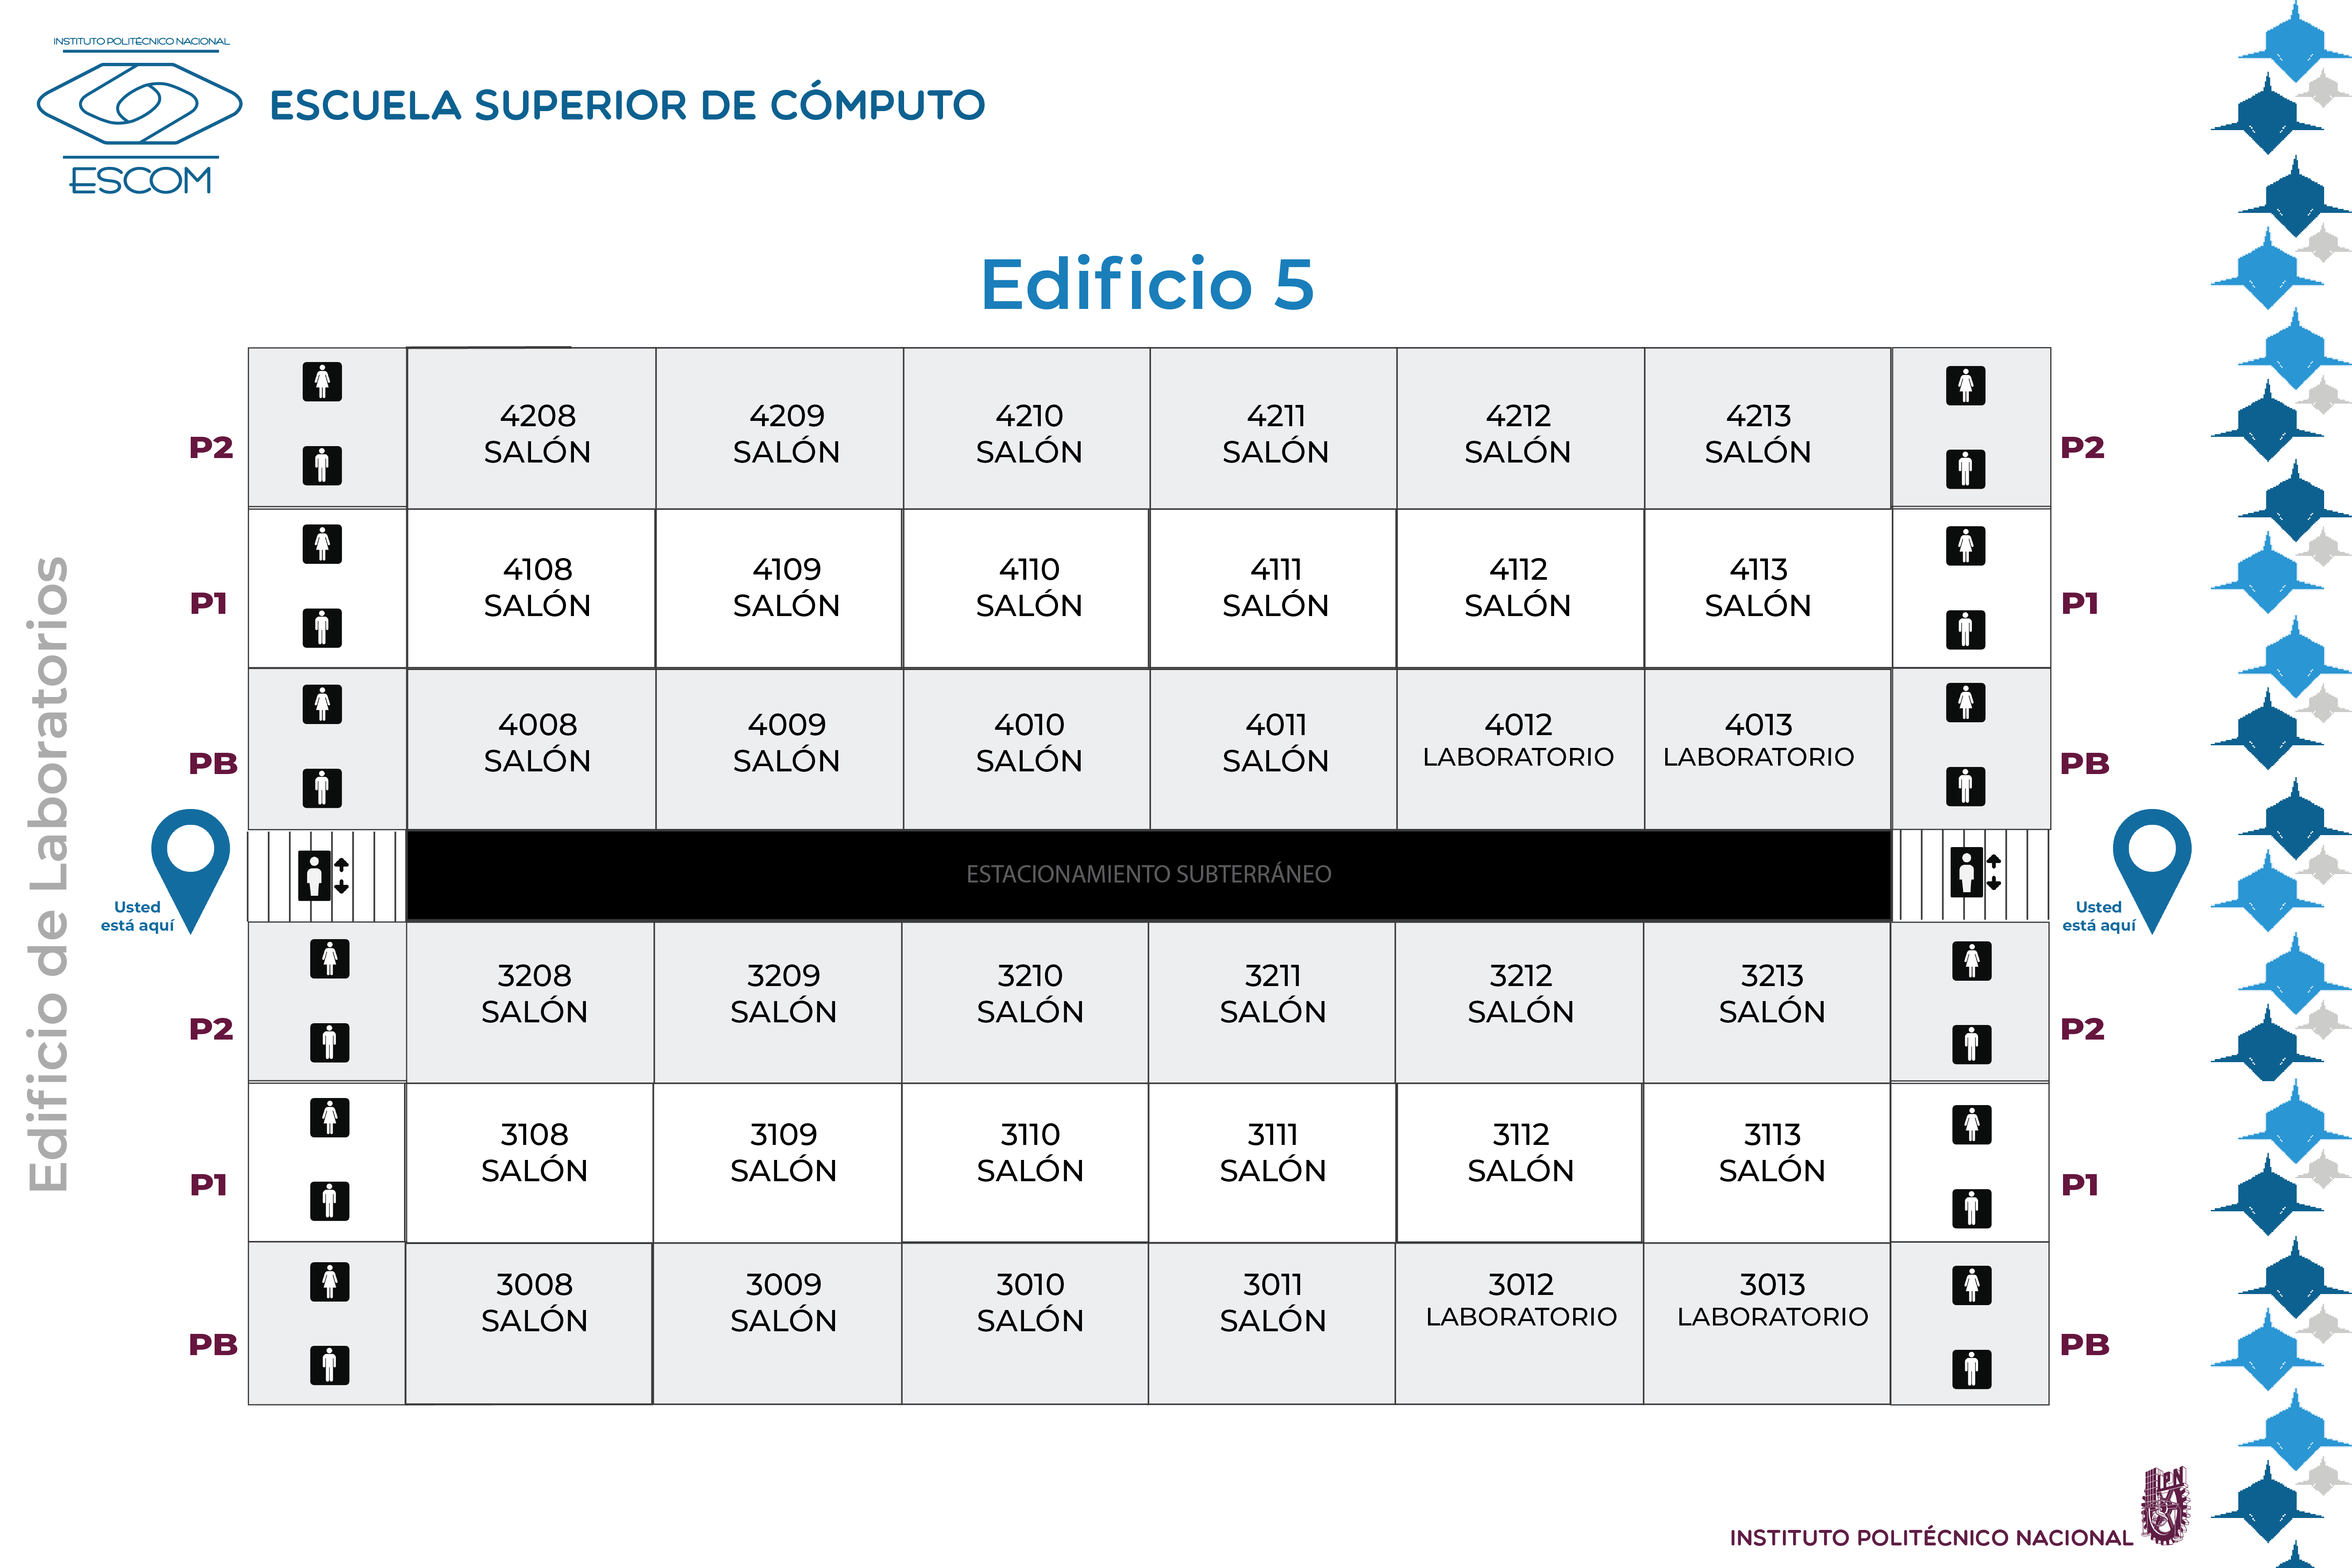 INSTITUTO POLITÉCNICO NACIONAL
ESCOM
ESCUELA SUPERIOR DE CÓMPUTO
Edificio 5
Edificio de Laboratorios
P2
4208 SALÓN
4209 SALÓN
4210 SALÓN
4211 SALÓN
4212 SALÓN
4213 SALÓN
P2
P1
4108 SALÓN
4109 SALÓN
4110 SALÓN
4111 SALÓN
4112 SALÓN
4113 SALÓN
P1
PB
4008 SALÓN
4009 SALÓN
4010 SALÓN
4011 SALÓN
4012 LABORATORIO
4013 LABORATORIO
PB
Usted
está aquí
ESTACIONAMIENTO SUBTERRÁNEO
Usted
está aquí
P2
3208 SALÓN
3209 SALÓN
3210 SALÓN
3211 SALÓN
3212 SALÓN
3213 SALÓN
P2
P1
3108 SALÓN
3109 SALÓN
3110 SALÓN
3111 SALÓN
3112 SALÓN
3113 SALÓN
P1
PB
3008 SALÓN
3009 SALÓN
3010 SALÓN
3011 SALÓN
3012 LABORATORIO
3013 LABORATORIO
PB
IPN
INSTITUTO POLITÉCNICO NACIONAL